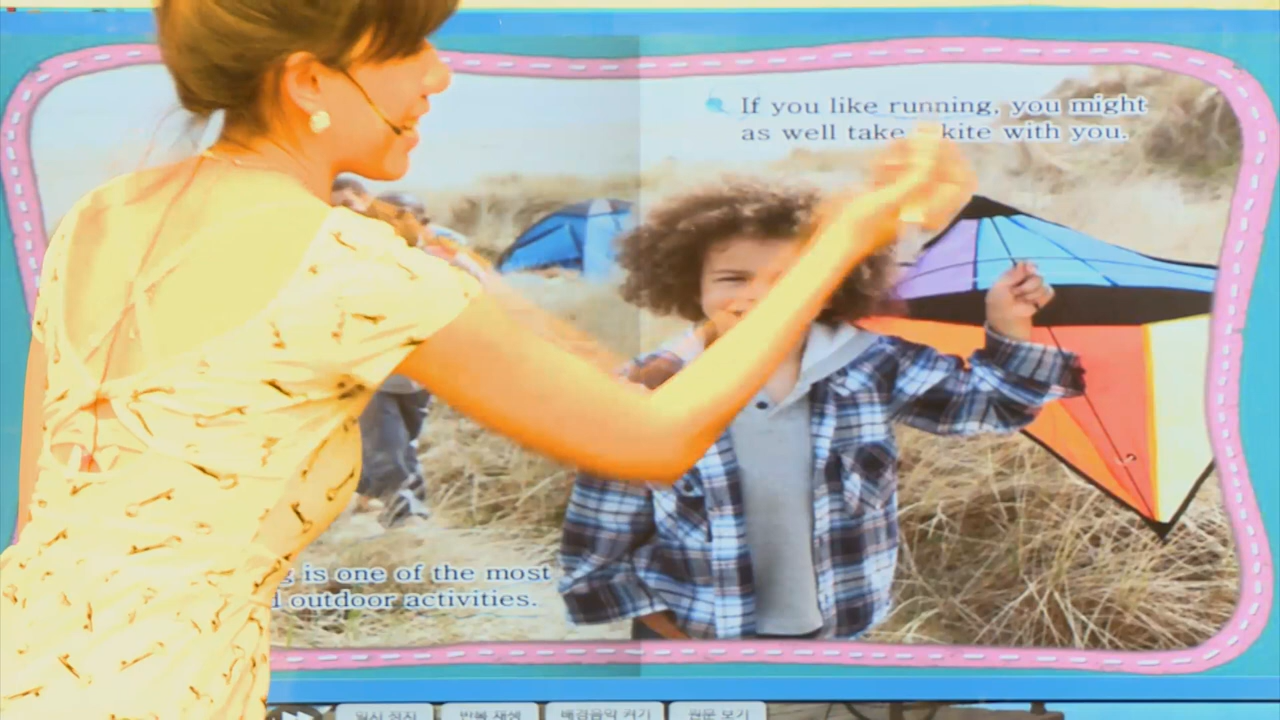 If you like running, you might
as well take kite with you.
is one of the most
outdoor activities.
일시 정지 반복 재생 배경음악 켜기 원문 보기